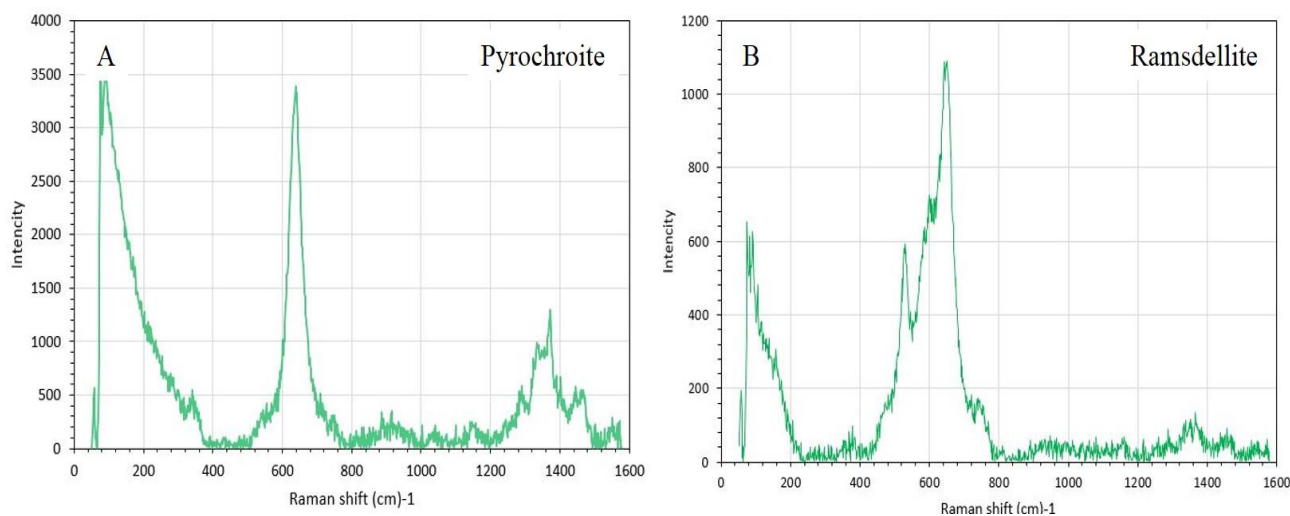 A
Pyrochroite
4000
3500
3000
2500
2000
1500
1000
500
0
0 200 400 600 800 1000 1200 1400 1600
Intencity
Raman shift (cm)-1
B
Ramsdellite
1200
1000
800
600
400
200
0
0 200 400 600 800 1000 1200 1400 1600
Intencity
Raman shift (cm)-1